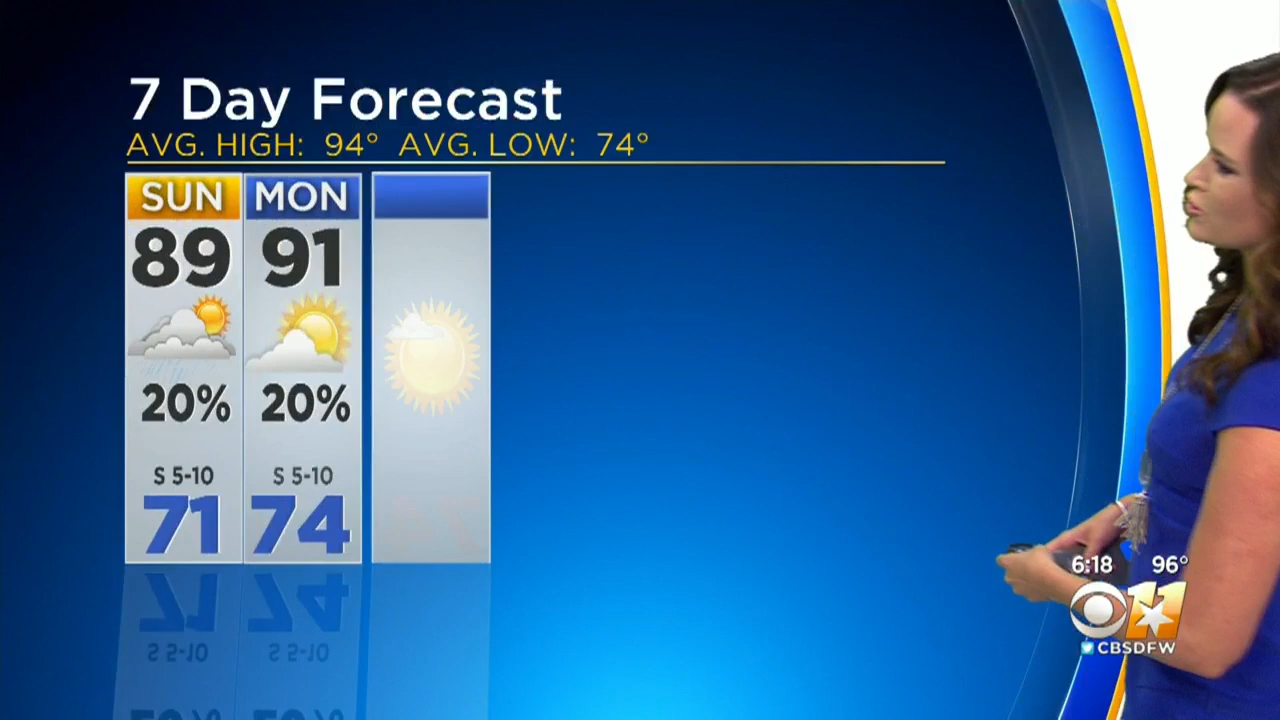 7 Day Forecast
AVG. HIGH: 94° AVG. LOW: 74°
SUN MON
89 91
20% 20%
S 5-10 S 5-10
71 74
6:18 96°
11
CBSDFW